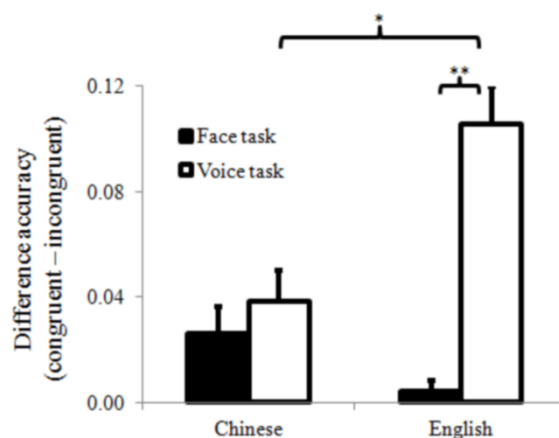 *
**
0.12
0.08
0.04
0.00
Difference accuracy
(congruent – incongruent)
Face task
Voice task
Chinese
English